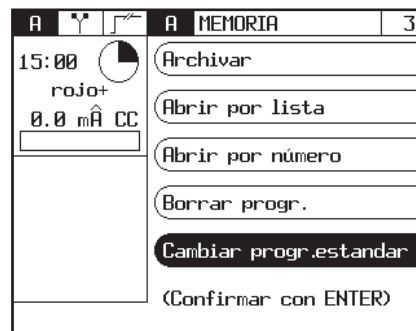 A
15:00
rojo+
0.0 mÂ CC
A MEMORIA 3
Archivar
Abrir por lista
Abrir por número
Borrar progr.
Cambiar progr.estandar
(Confirmar con ENTER)